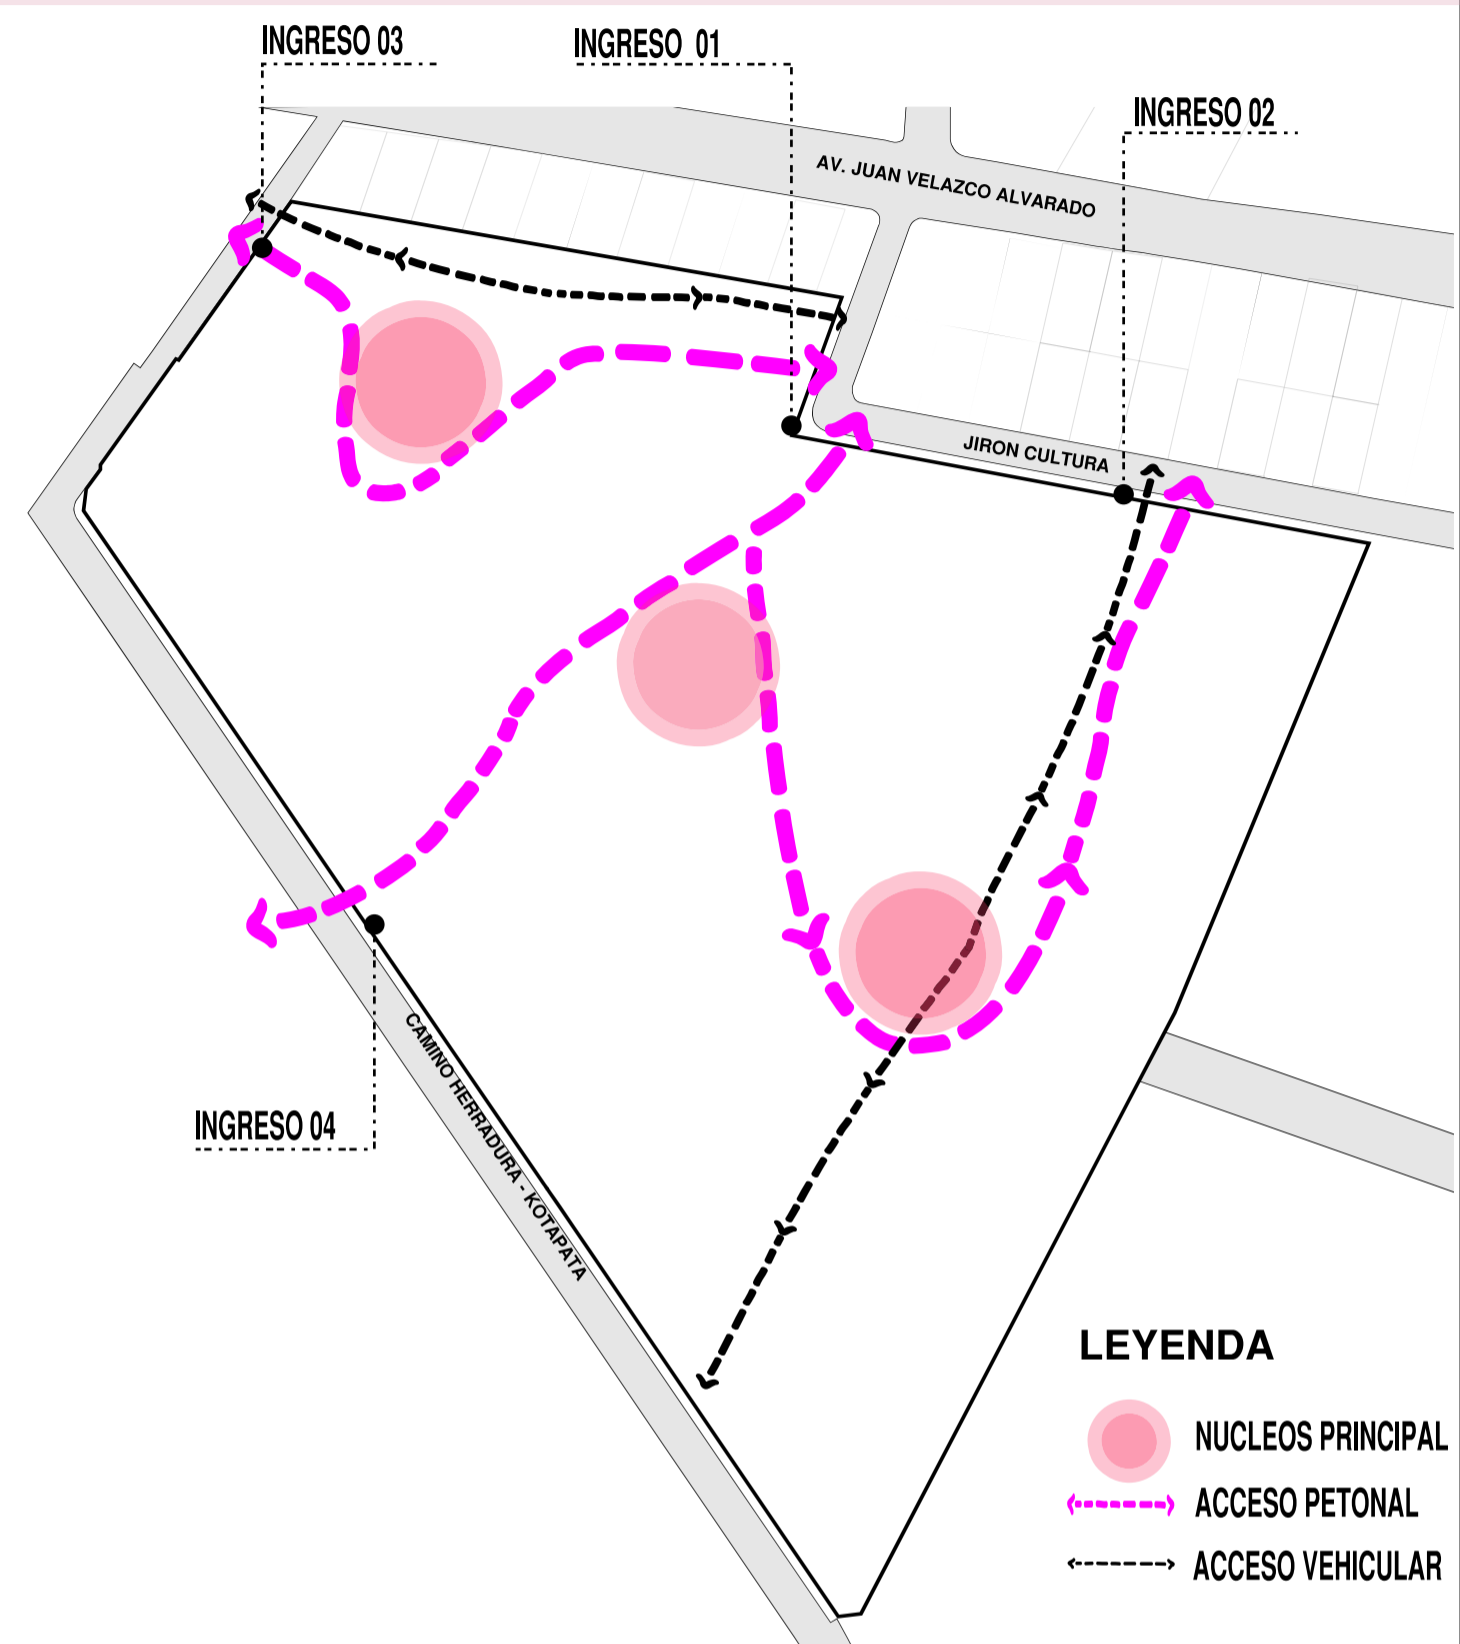 INGRESO 03
INGRESO 01
INGRESO 02
AV. JUAN VELAZCO ALVARADO
JIRON CULTURA
CAMINO HERRADURA - KOTAPATA
INGRESO 04
LEYENDA
NUCLEOS PRINCIPAL
ACCESO PETONAL
ACCESO VEHICULAR